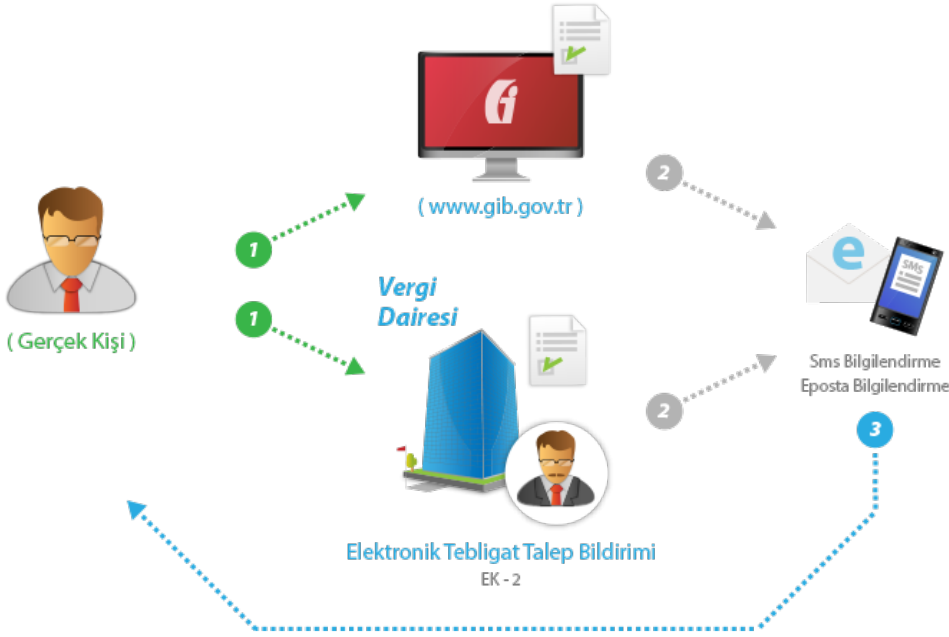 ( www.gib.gov.tr )
2
1
Vergi
Dairesi
1
( Gerçek Kişi )
SMS
e
Sms Bilgilendirme
Eposta Bilgilendirme
2
3
Elektronik Tebligat Talep Bildirimi
EK - 2